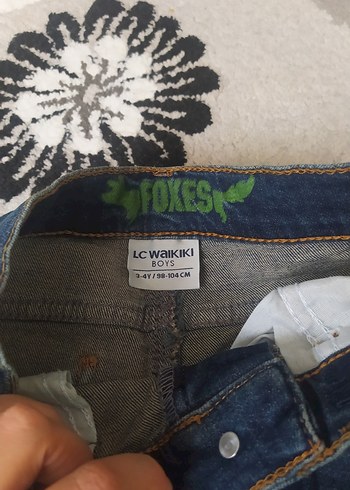 FOXES
LC WAIKIKI
BOYS
3-4Y / 98-104 CM